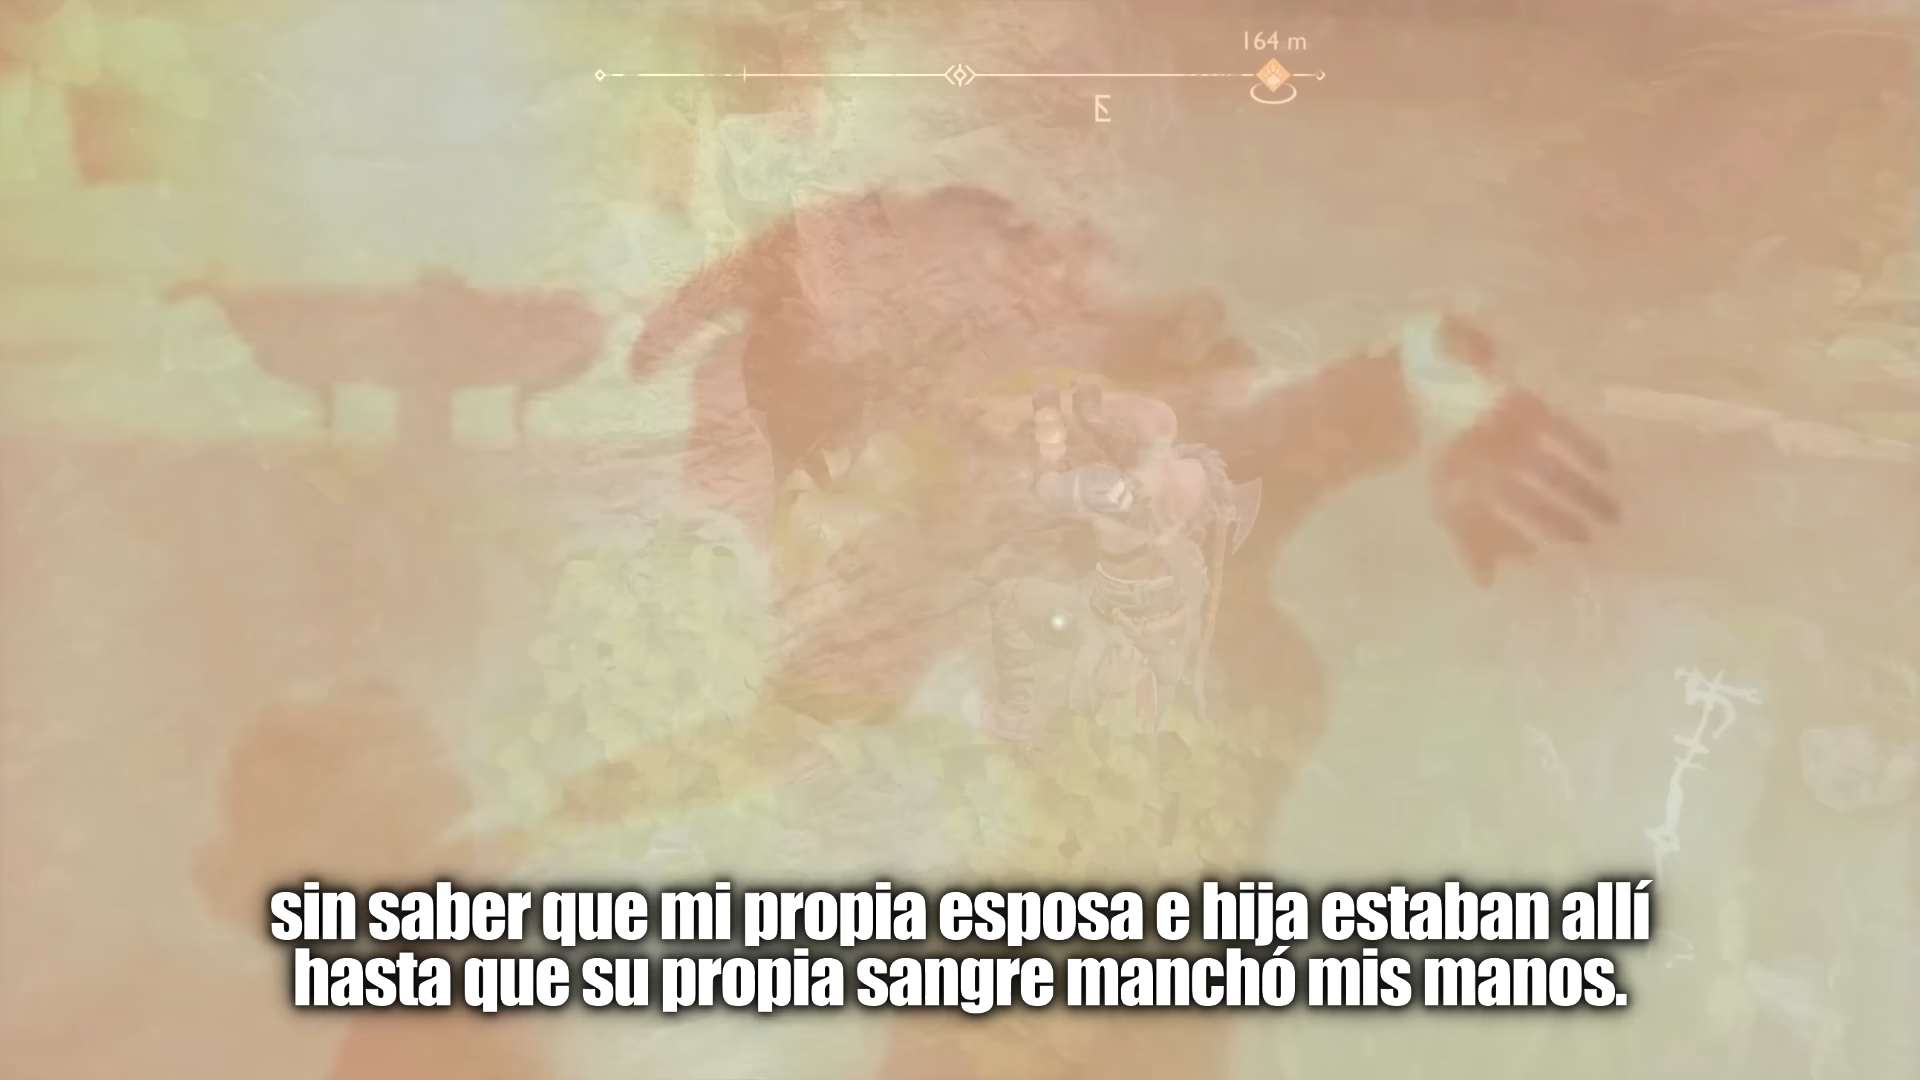 164 m
E
sin saber que mi propia esposa e hija estaban allí
hasta que su propia sangre manchó mis manos.